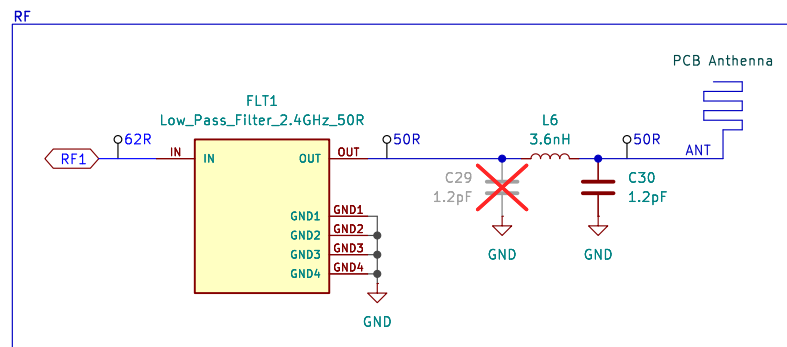 RF
PCB Anthenna
FLT1
Low_Pass_Filter_2.4GHz_50R
L6
3.6nH
62R
50R
50R
RF1
IN
IN
OUT
OUT
ANT
C29
1.2pF
C30
1.2pF
GND1
GND1
GND2
GND2
GND3
GND3
GND4
GND4
GND
GND
GND